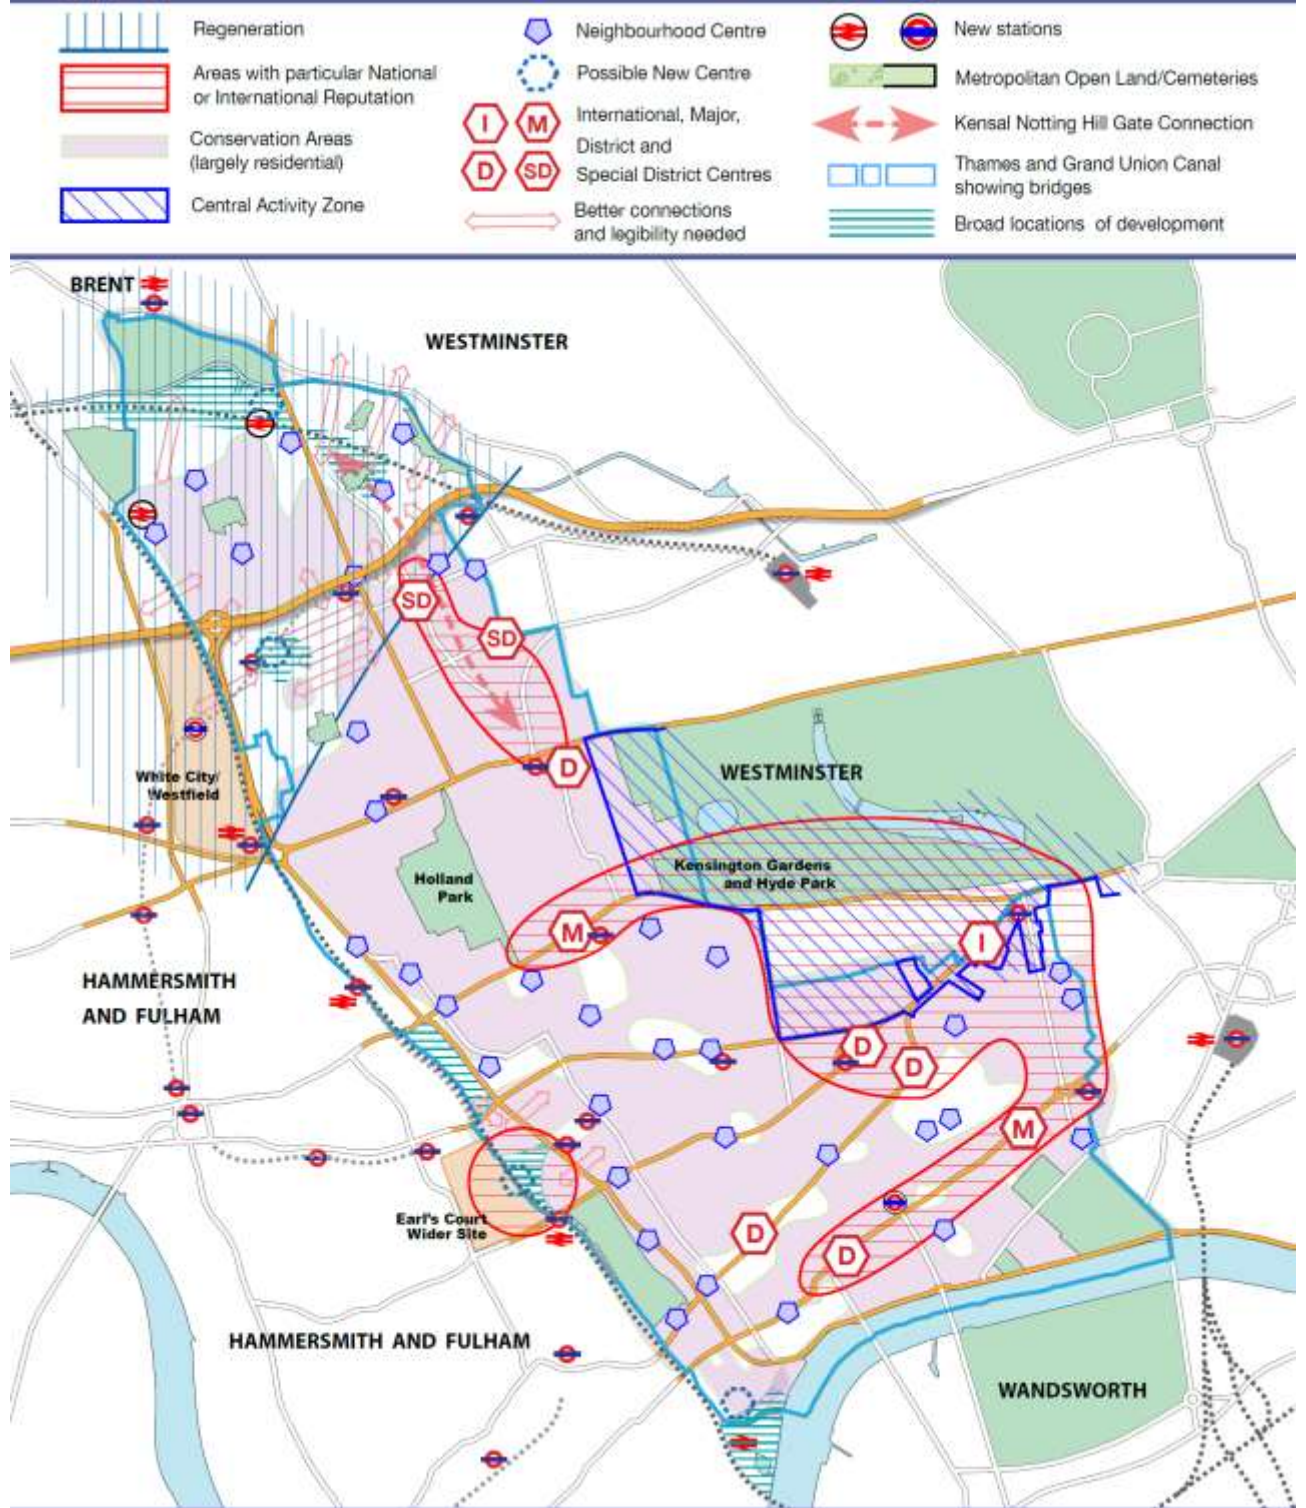 Regeneration
Areas with particular National
or International Reputation
Conservation Areas
(largely residential)
Central Activity Zone
Neighbourhood Centre
Possible New Centre
I
M
International, Major,
D
SD
District and
Special District Centres
Better connections
and legibility needed
New stations
Metropolitan Open Land/Cemeteries
Kensal Notting Hill Gate Connection
Thames and Grand Union Canal
showing bridges
Broad locations of development
BRENT
WESTMINSTER
SD
SD
D
White City/
Westfield
WESTMINSTER
Kensington Gardens
and Hyde Park
Holland
Park
M
I
HAMMERSMITH
AND FULHAM
D
D
M
Earl's Court
Wider Site
D
D
HAMMERSMITH AND FULHAM
WANDSWORTH